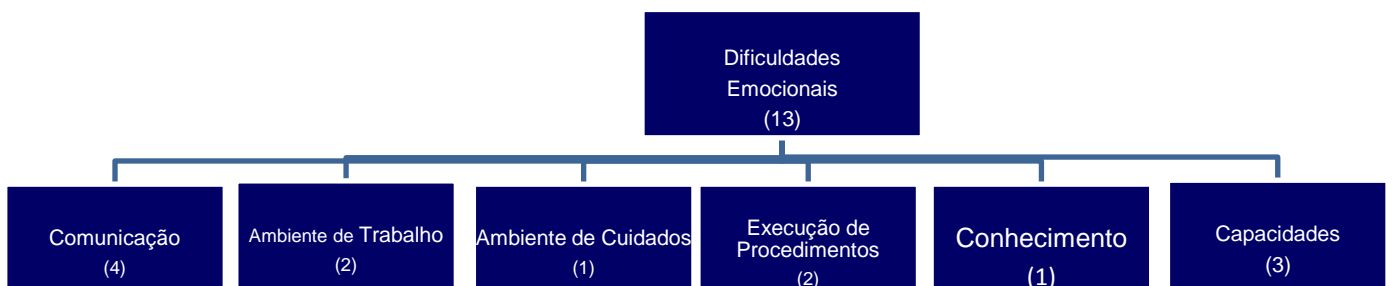 Dificuldades
Emocionais
(13)
Comunicação
(4)
Ambiente de Trabalho
(2)
Ambiente de Cuidados
(1)
Execução de
Procedimentos
(2)
Conhecimento
(1)
Capacidades
(3)